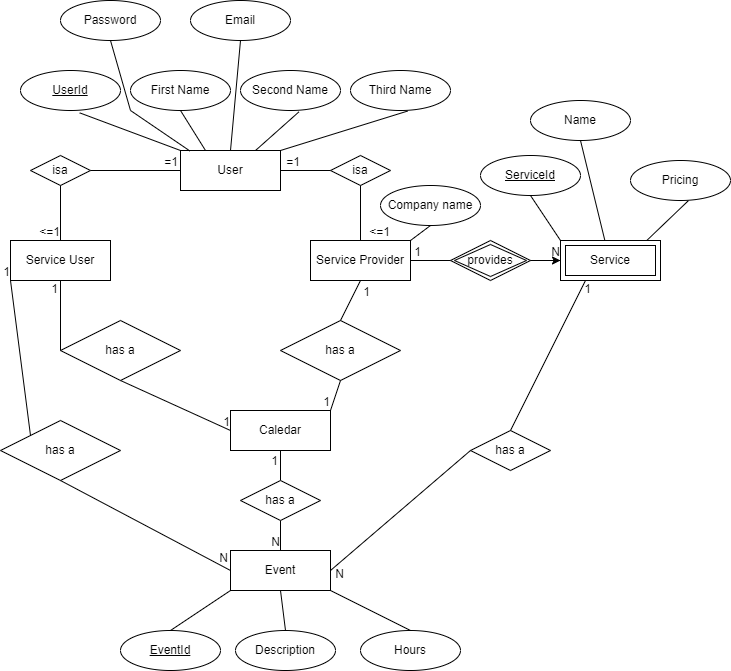 Password
Email
UserId
First Name
Second Name
Third Name
Name
isa
=1
User
=1
isa
ServiceId
Pricing
Company name
<=1
<=1
Service User
Service Provider
1
provides
N
Service
1
1
1
1
has a
has a
1
1
Caledar
has a
1
has a
has a
N
N
N
Event
EventId
Description
Hours